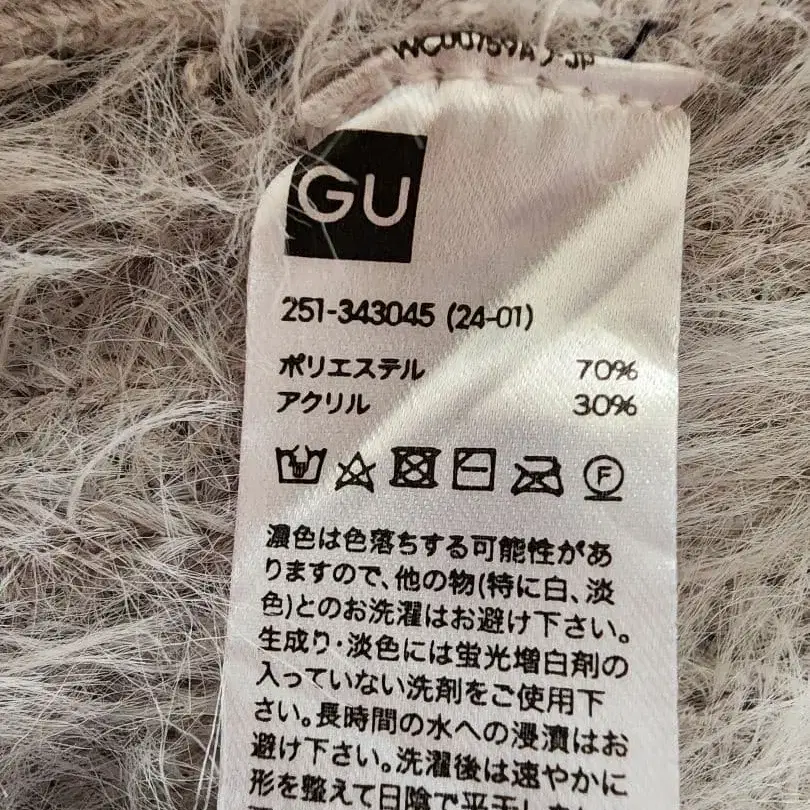 GU
251-343045 (24-01)
ポリエステル 70%
アクリル 30%
F
濃色は色落ちする可能性があ
りますので、他の物(特に白、淡
色)とのお洗濯はお避け下さい。
生成り・淡色には蛍光増白剤の
入っていない洗剤をご使用下
さい。長時間の水への浸漬はお
避け下さい。洗濯後は速やかに
形を整えて日陰で平干し